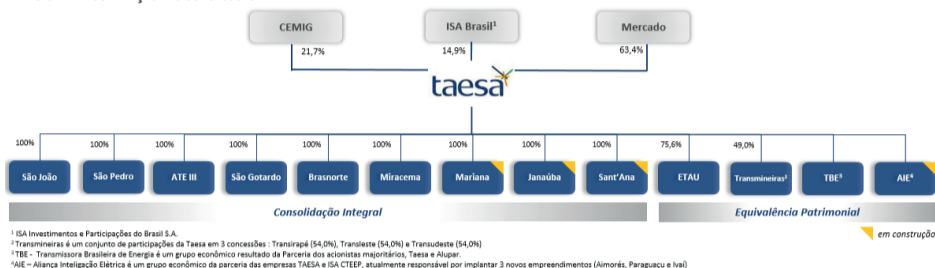 CEMIG
ISA Brasil¹
Mercado
21,7%
14,9%
63,4%
taesa
100%
100%
100%
100%
100%
100%
100%
100%
100%
75,6%
49,0%
São João
São Pedro
ATE III
São Gotardo
Brasnorte
Miracema
Mariana
Janaúba
Sant'Ana
ETAU
Transmineiras²
TBE³
AIE⁴
Consolidação Integral
Equivalência Patrimonial
em construção
¹ ISA Investimentos e Participações do Brasil S.A.
² Transmineiras é um conjunto de participações da Taesa em 3 concessões : Transirapé (54,0%), Transleste (54,0%) e Transudeste (54,0%)
³ TBE - Transmissora Brasileira de Energia é um grupo econômico resultado da Parceria dos acionistas majoritários, Taesa e Alupar.
⁴AIE – Aliança Inteligação Elétrica é um grupo econômico da parceria das empresas TAESA e ISA CTEEP, atualmente responsável por implantar 3 novos empreendimentos (Aimorés, Paraguaçu e Ivaí)